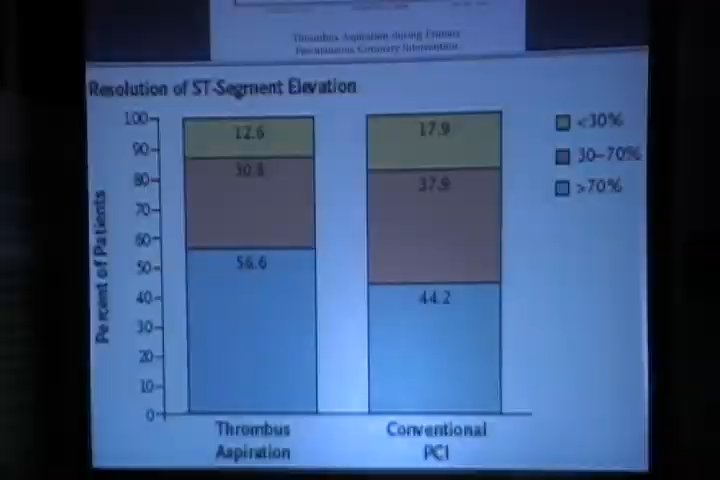 Thrombus Aspiration during Primary
Percutaneous Coronary Intervention
Resolution of ST-Segment Elevation
Percent of Patients
100
90
80
70
60
50
40
30
20
10
0
12.6
30.8
56.6
17.9
37.9
44.2
<30%
30–70%
>70%
Thrombus
Aspiration
Conventional
PCI